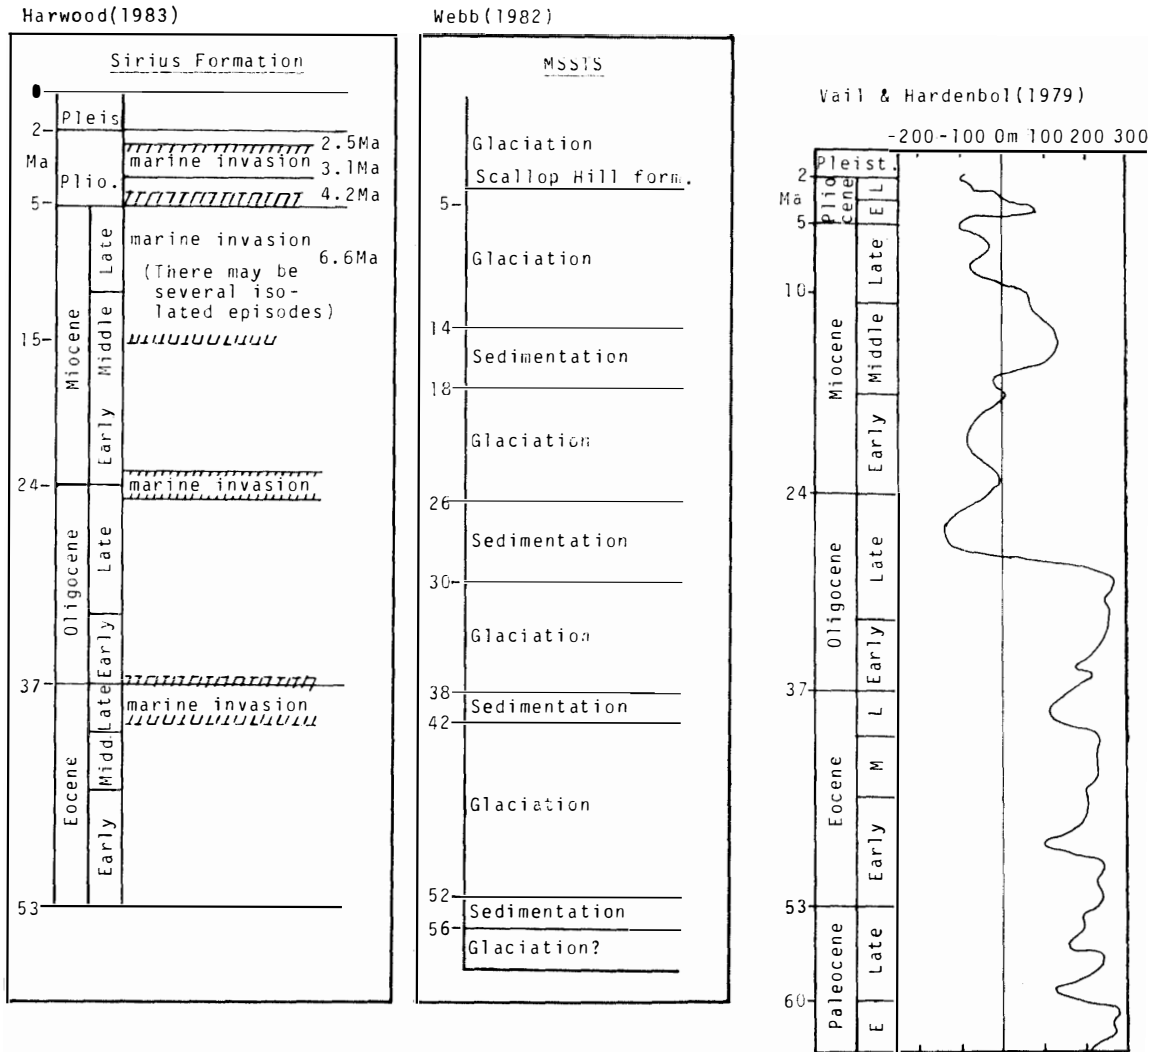 Harwood(1983)
Sirius Formation
0
Pleis
2
2.5Ma
Ma
marine invasion
3.1Ma
Plio.
4.2Ma
5
marine invasion
6.6Ma
(There may be
several iso-
lated episodes)
Late
Middle
Early
Miocene
15
24
marine invasion
Late
Early
Oligocene
37
marine invasion
Late
Midd.
Early
Eocene
53
Webb(1982)
MSSTS
Glaciation
Scallop Hill form.
5
Glaciation
14
Sedimentation
18
Glaciation
26
Sedimentation
30
Glaciation
38
Sedimentation
42
Glaciation
52
Sedimentation
56
Glaciation?
Vail & Hardenbol(1979)
-200 -100 0m 100 200 300
Pleist.
2
Ma
Plio
cene
L
E
5
10
Late
Middle
Early
Miocene
24
Late
Early
Oligocene
37
L
M
Early
Eocene
53
Late
E
Paleocene
60